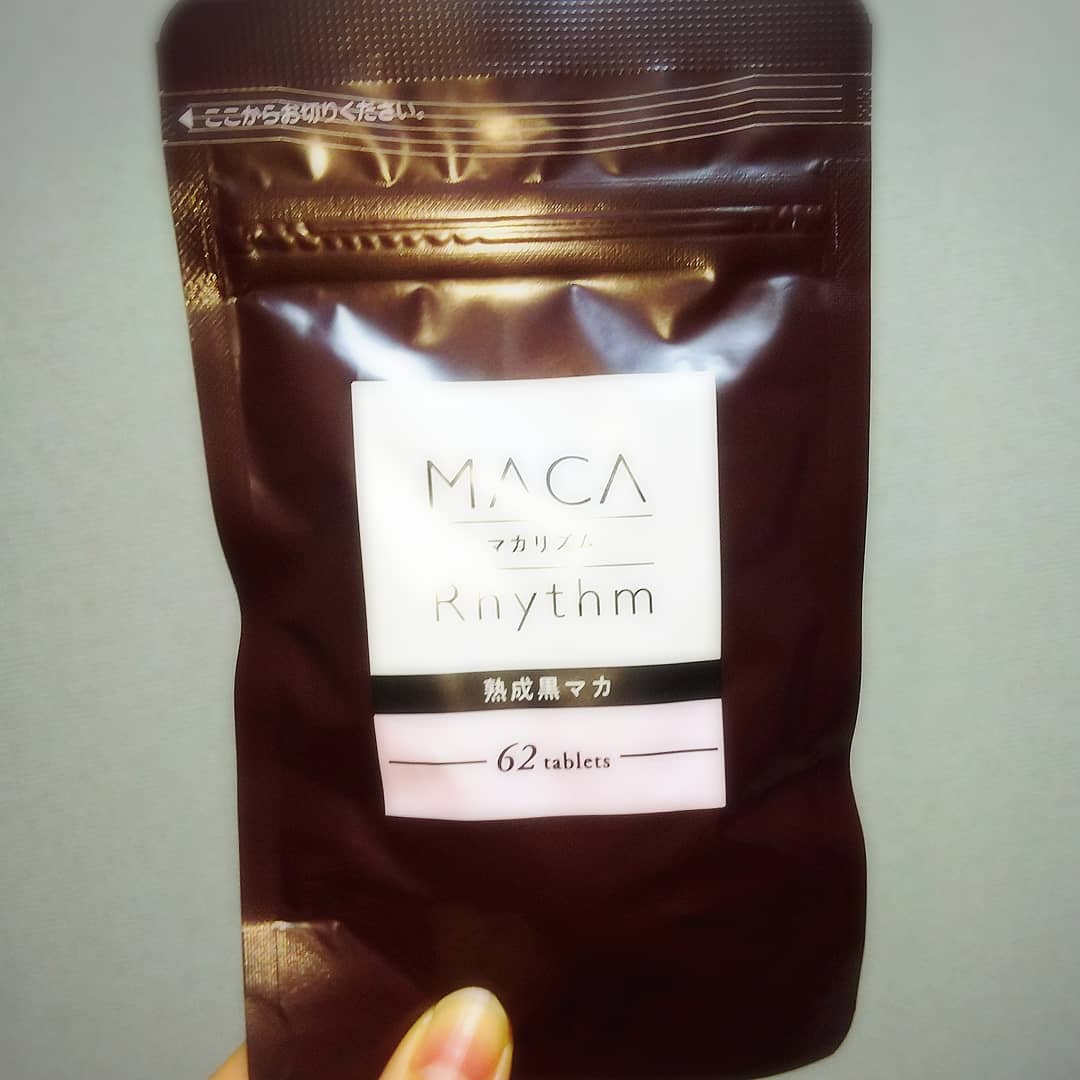 ここからお切りください。
MACA
マカリズム
Rhythm
熟成黒マカ
62 tablets